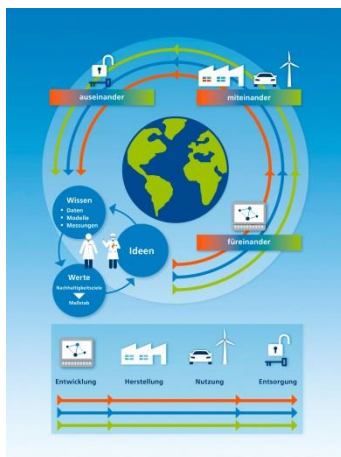 auseinander
miteinander
Wissen
• Daten
• Modelle
• Messungen
Ideen
füreinander
Werte
Nachhaltigkeitsziele
Maßstab
Entwicklung
Herstellung
Nutzung
Entsorgung